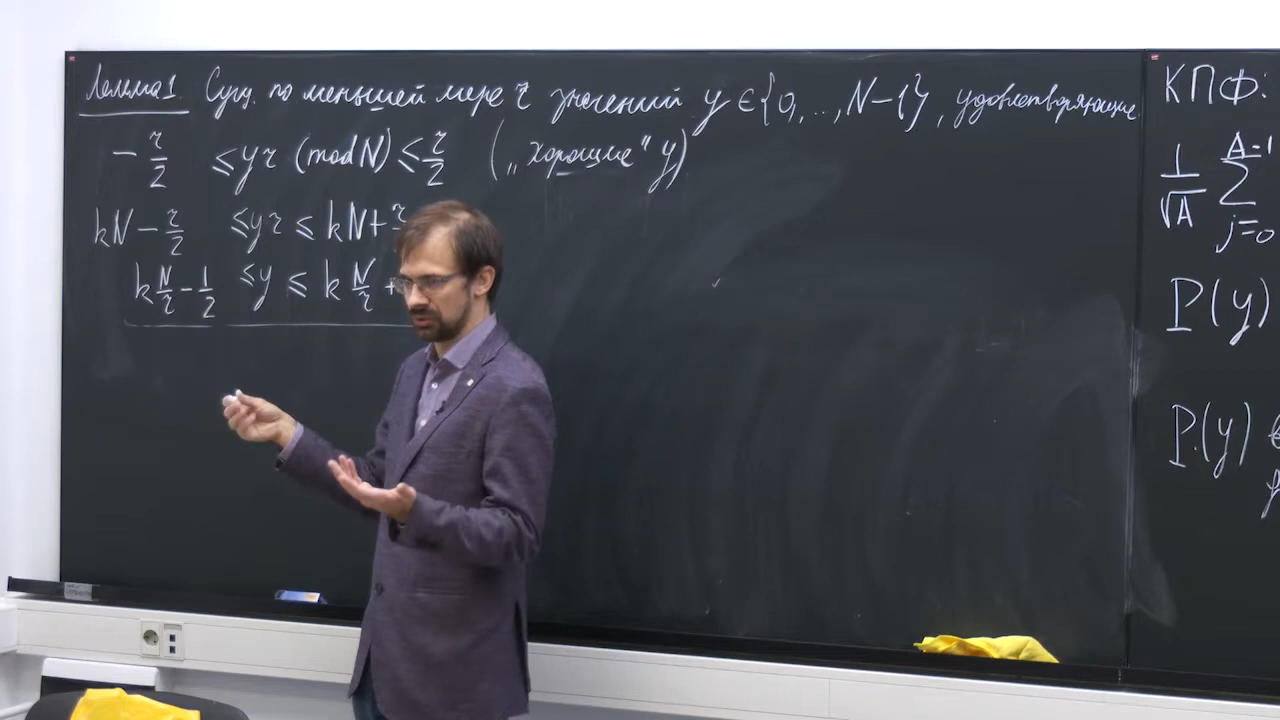 Лемма 1 Сущ. по меньшей мере r значений y ∈ {0, ..., N−1}, удовлетворяющие
− r/2 ≤ yr (mod N) ≤ r/2 („хорошие“ y)
kN − r/2 ≤ yr ≤ kN + r
k N/r − 1/2 ≤ y ≤ k N/r +
КПФ:
1/√A ∑ A−1 j=0
P(y)
P(y)